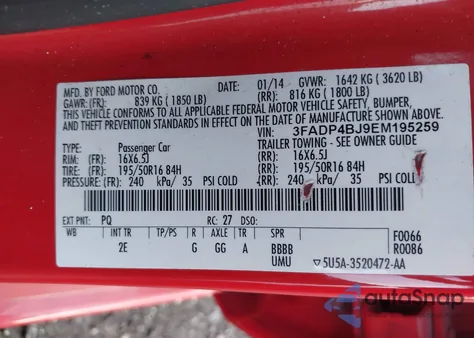 MFD. BY FORD MOTOR CO.
DATE: 01/14 GVWR: 1642 KG ( 3620 LB)
GAWR:(FR) 839 KG ( 1850 LB) (RR): 816 KG ( 1800 LB)
THIS VEHICLE CONFORMS TO ALL APPLICABLE FEDERAL MOTOR VEHICLE SAFETY, BUMPER,
AND THEFT PREVENTION STANDARDS IN EFFECT ON THE DATE OF MANUFACTURE SHOWN ABOVE.
VIN: 3FADP4BJ9EM195259
TYPE: Passenger Car TRAILER TOWING - SEE OWNER GUIDE
RIM: (FR) 16X6.5J (RR): 16X6.5J
TIRES: (FR) 195/50R16 84H (RR): 195/50R16 84H
PRESSURE: (FR) 240 kPa/ 35 PSI COLD (RR): 240 kPa/ 35 PSI COLD
EXT PNT: PQ RC: 27 DSO: F0066
WB INT TR TP/PS R AXLE TR SPR R0086
2E G GG A BBBB
UMU 5U5A-3520472-AA
autoSnap